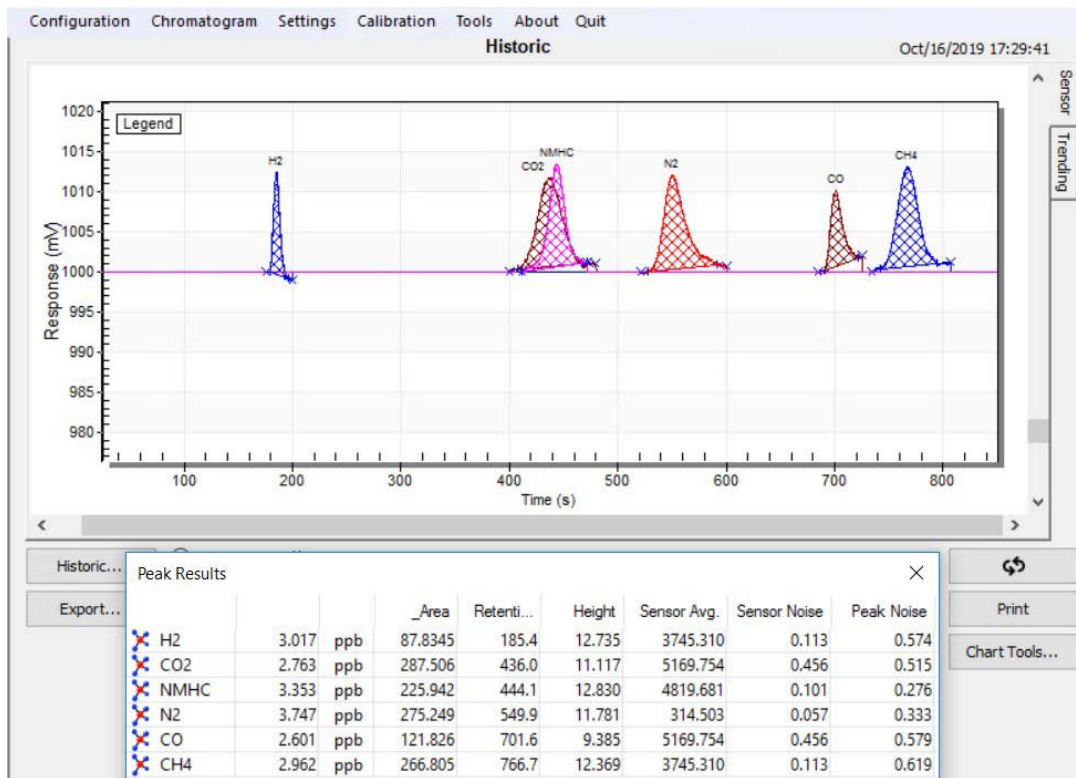 Configuration Chromatogram Settings Calibration Tools About Quit
Historic Oct/16/2019 17:29:41
Sensor
Trending
Legend
Response (mV)
1020
1015
1010
1005
1000
995
990
985
980
H2
CO2
NMHC
N2
CO
CH4
100 200 300 400 500 600 700 800
Time (s)
Historic...
Export...
Print
Chart Tools...
Peak Results
_Area Retenti... Height Sensor Avg. Sensor Noise Peak Noise
H2 3.017 ppb 87.8345 185.4 12.735 3745.310 0.113 0.574
CO2 2.763 ppb 287.506 436.0 11.117 5169.754 0.456 0.515
NMHC 3.353 ppb 225.942 444.1 12.830 4819.681 0.101 0.276
N2 3.747 ppb 275.249 549.9 11.781 314.503 0.057 0.333
CO 2.601 ppb 121.826 701.6 9.385 5169.754 0.456 0.579
CH4 2.962 ppb 266.805 766.7 12.369 3745.310 0.113 0.619